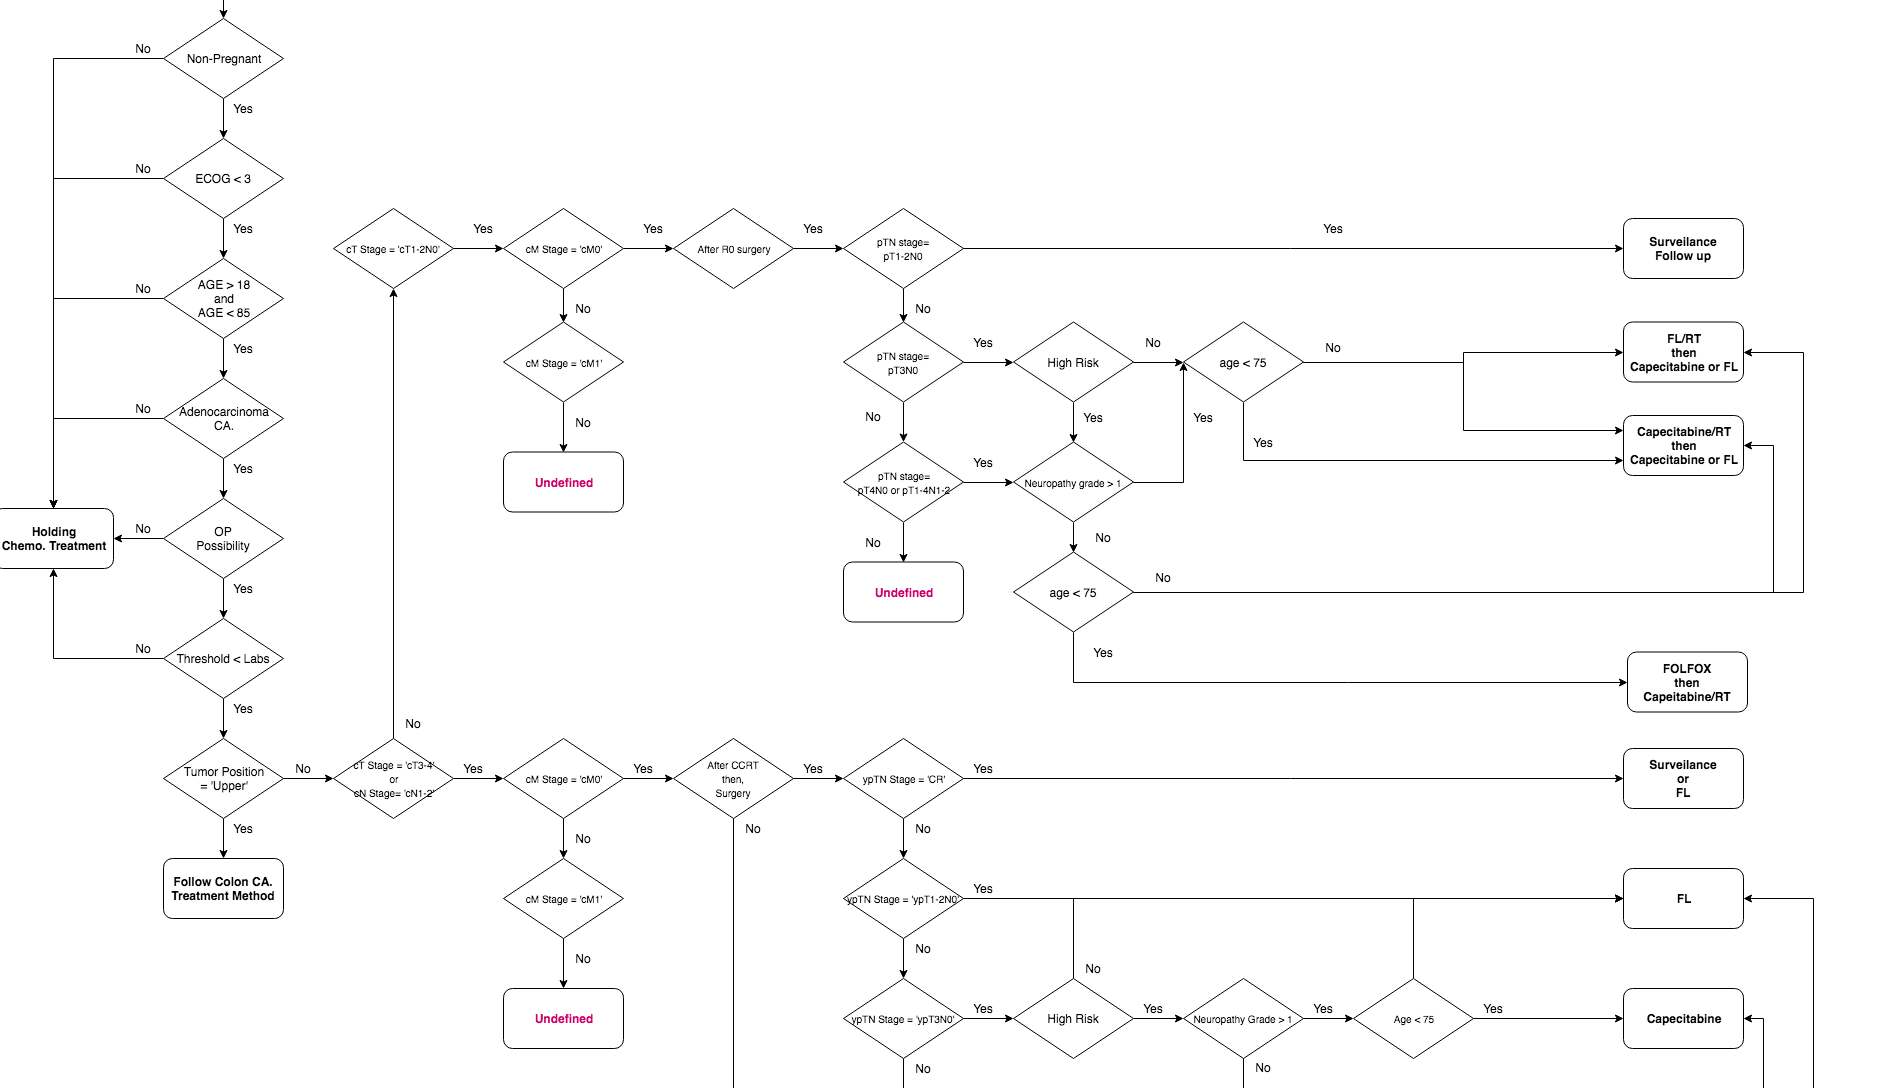 No
Non-Pregnant
Yes
No
ECOG < 3
Yes
No
AGE > 18
and
AGE < 85
Yes
No
Adenocarcinoma
CA.
Yes
Holding
Chemo. Treatment
No
OP
Possibility
Yes
No
Threshold < Labs
Yes
Tumor Position
= 'Upper'
No
Yes
Follow Colon CA.
Treatment Method
cT Stage = 'cT1-2N0'
Yes
cM Stage = 'cM0'
Yes
After R0 surgery
Yes
pTN stage=
pT1-2N0
Yes
Surveilance
Follow up
No
cM Stage = 'cM1'
No
Undefined
No
pTN stage=
pT3N0
Yes
High Risk
No
age < 75
No
FL/RT
then
Capecitabine or FL
No
Yes
Yes
Yes
Capecitabine/RT
then
Capecitabine or FL
pTN stage=
pT4N0 or pT1-4N1-2
Yes
Neuropathy grade > 1
No
No
Undefined
age < 75
No
Yes
FOLFOX
then
Capeitabine/RT
No
cT Stage = 'cT3-4'
or
cN Stage= 'cN1-2'
Yes
cM Stage = 'cM0'
Yes
After CCRT
then,
Surgery
Yes
ypTN Stage = 'CR'
Yes
Surveilance
or
FL
No
No
No
cM Stage = 'cM1'
No
Undefined
ypTN Stage = 'ypT1-2N0'
Yes
FL
No
No
ypTN Stage = 'ypT3N0'
Yes
High Risk
Yes
Neuropathy Grade > 1
Yes
Age < 75
Yes
Capecitabine
No
No